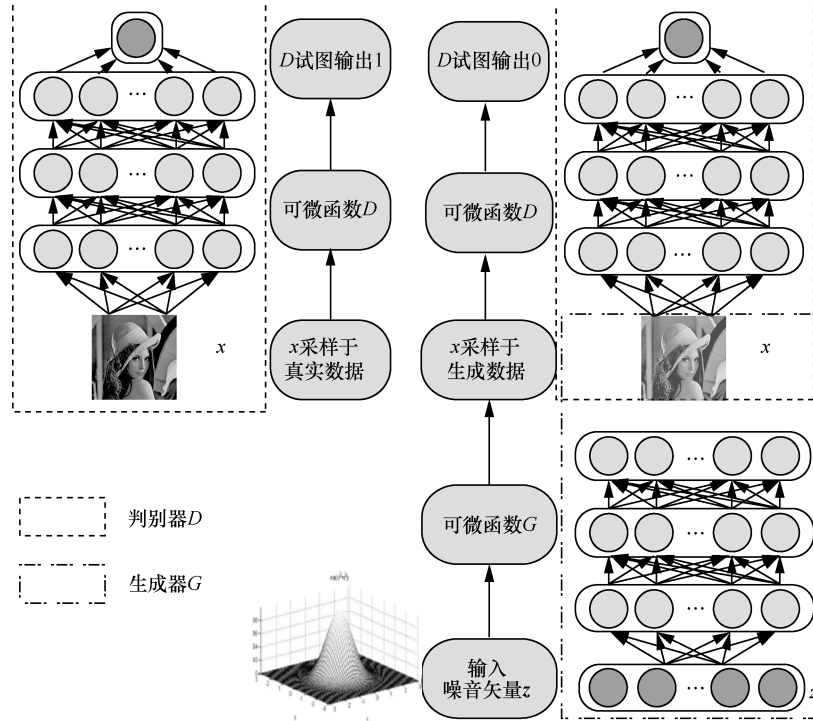 D试图输出1
D试图输出0
…
…
…
…
可微函数D
可微函数D
…
…
x
x采样于
真实数据
x采样于
生成数据
x
…
判别器D
可微函数G
…
生成器G
…
输入
噪音矢量z
…
z